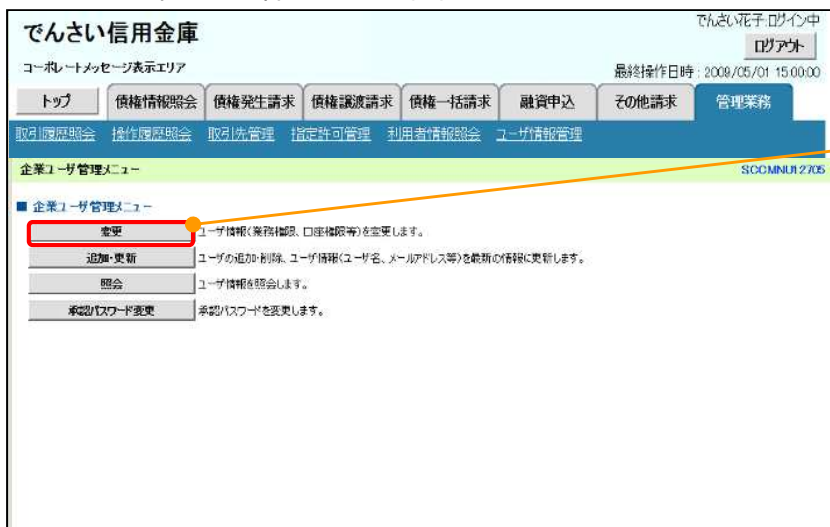 でんさい信用金庫
でんさい花子:ログイン中
ログアウト
コーポレートメッセージ表示エリア
最終操作日時：2009/05/01 15:00:00
トップ 債権情報照会 債権発生請求 債権譲渡請求 債権一括請求 融資申込 その他請求 管理業務
取引履歴照会 操作履歴照会 取引先管理 指定許可管理 利用者情報照会 ユーザ情報管理
企業ユーザ管理メニュー SCCMNU12705
■ 企業ユーザ管理メニュー
変更 ユーザ情報（業務権限、口座権限等）を変更します。
追加・更新 ユーザの追加・削除、ユーザ情報（ユーザ名、メールアドレス等）を最新の情報に更新します。
照会 ユーザ情報を照会します。
承認パスワード変更 承認パスワードを変更します。